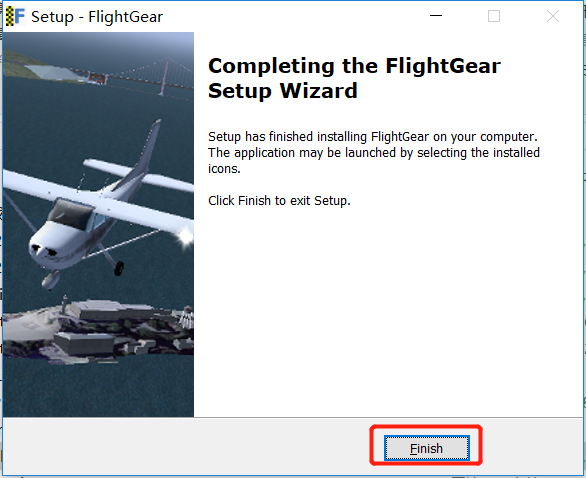 Setup - FlightGear
Completing the FlightGear
Setup Wizard
Setup has finished installing FlightGear on your computer.
The application may be launched by selecting the installed
icons.
Click Finish to exit Setup.
Finish